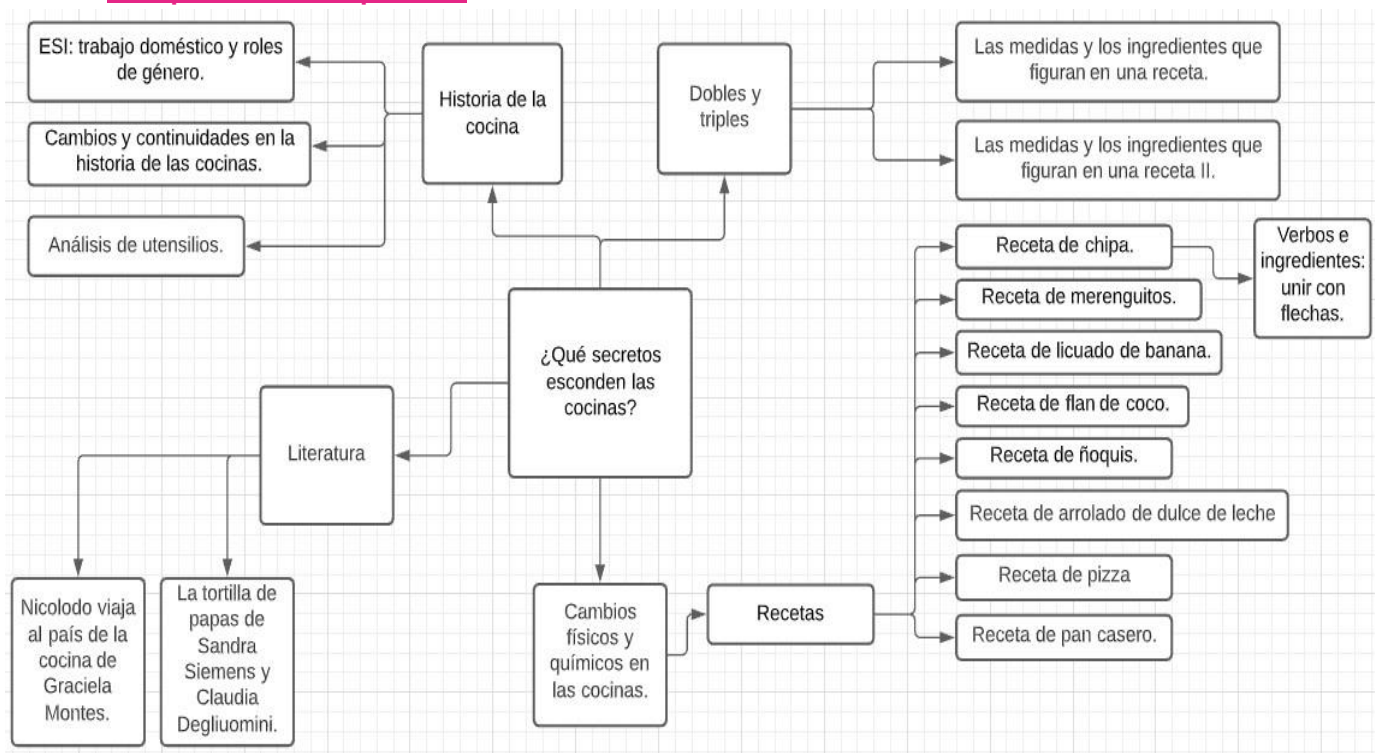 ESI: trabajo doméstico y roles
de género.
Cambios y continuidades en la
historia de las cocinas.
Análisis de utensilios.
Historia de la
cocina
Dobles y
triples
Las medidas y los ingredientes que
figuran en una receta.
Las medidas y los ingredientes que
figuran en una receta II.
¿Qué secretos
esconden las
cocinas?
Literatura
Nicolodo viaja
al país de la
cocina de
Graciela
Montes.
La tortilla de
papas de
Sandra
Siemens y
Claudia
Degliuomini.
Cambios
físicos y
químicos en
las cocinas.
Recetas
Receta de chipa.
Receta de merenguitos.
Receta de licuado de banana.
Receta de flan de coco.
Receta de ñoquis.
Receta de arrolado de dulce de leche
Receta de pizza
Receta de pan casero.
Verbos e
ingredientes:
unir con
flechas.